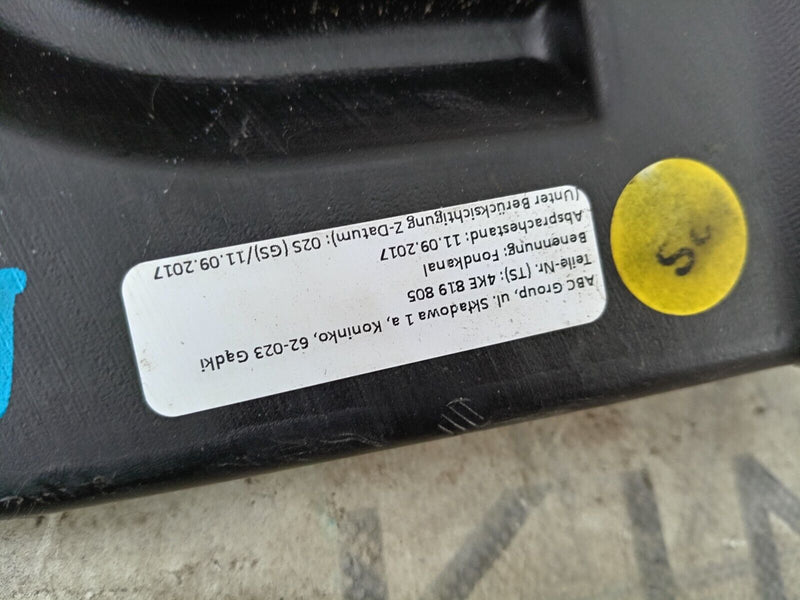 ABC Group, ul. Składowa 1 a, Koninko, 62-023 Gądki
Teile-Nr. (TS): 4KE 819 805
Benennung: Fondkanal
Absprachestand: 11.09.2017
(Unter Berücksichtigung Z-Datum): 02S (GS)/11.09.2017